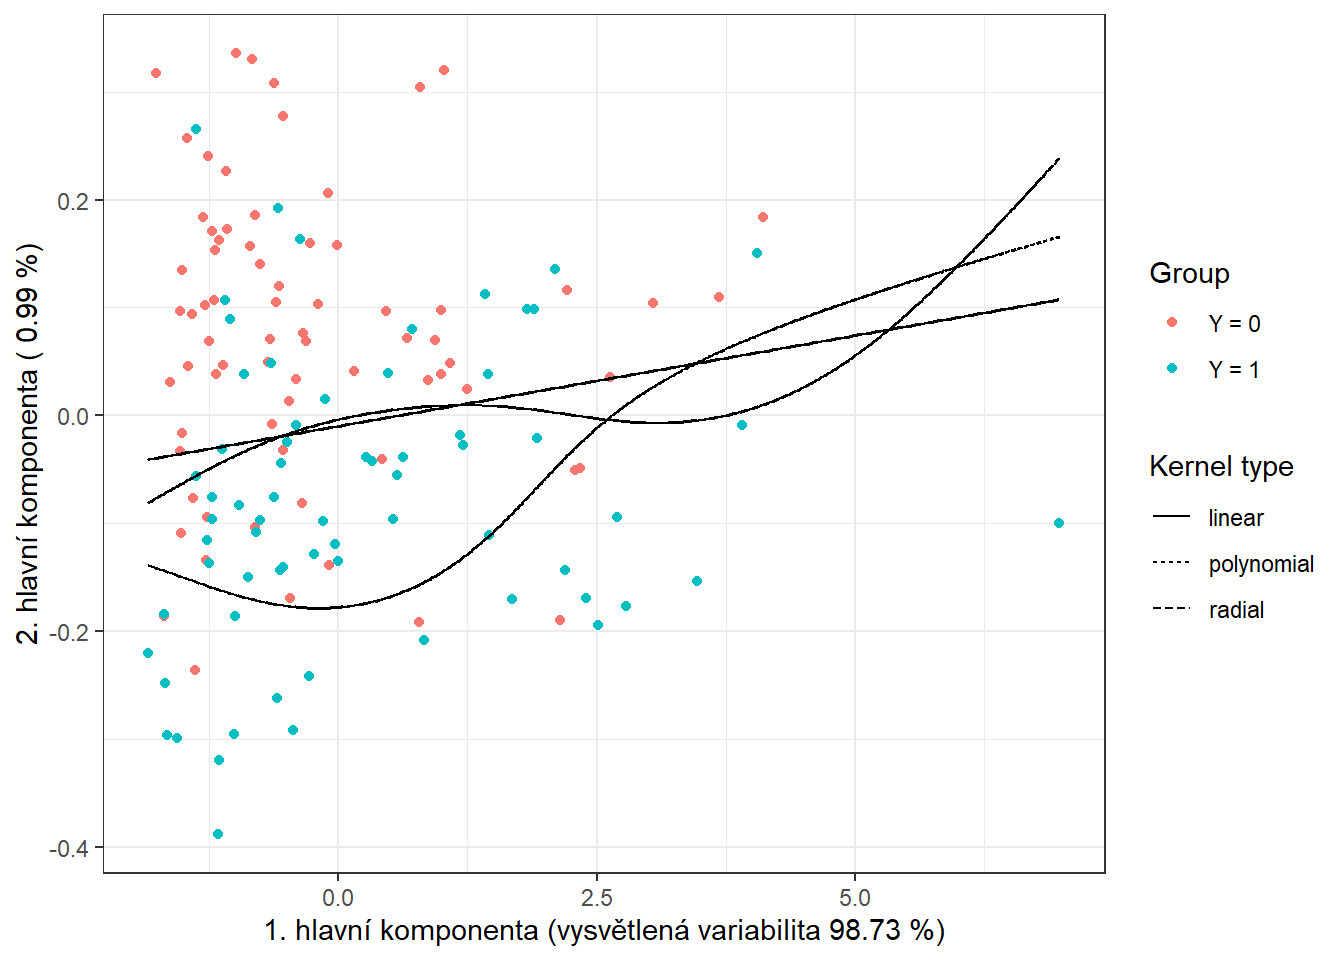 0.2
0.0
-0.2
-0.4
2. hlavní komponenta ( 0.99 %)
0.0
2.5
5.0
1. hlavní komponenta (vysvětlená variabilita 98.73 %)
Group
Y = 0
Y = 1
Kernel type
linear
polynomial
radial